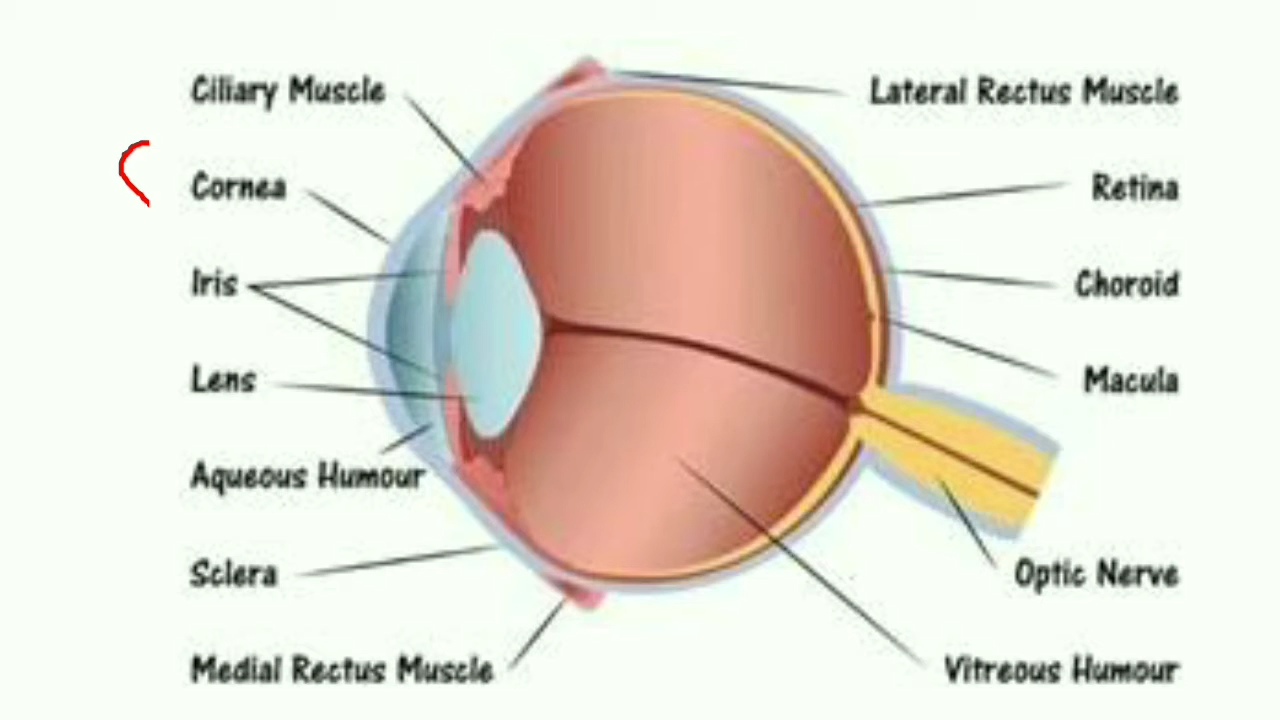 Ciliary Muscle
Lateral Rectus Muscle
Cornea
Retina
Iris
Choroid
Lens
Macula
Aqueous Humour
Sclera
Optic Nerve
Medial Rectus Muscle
Vitreous Humour